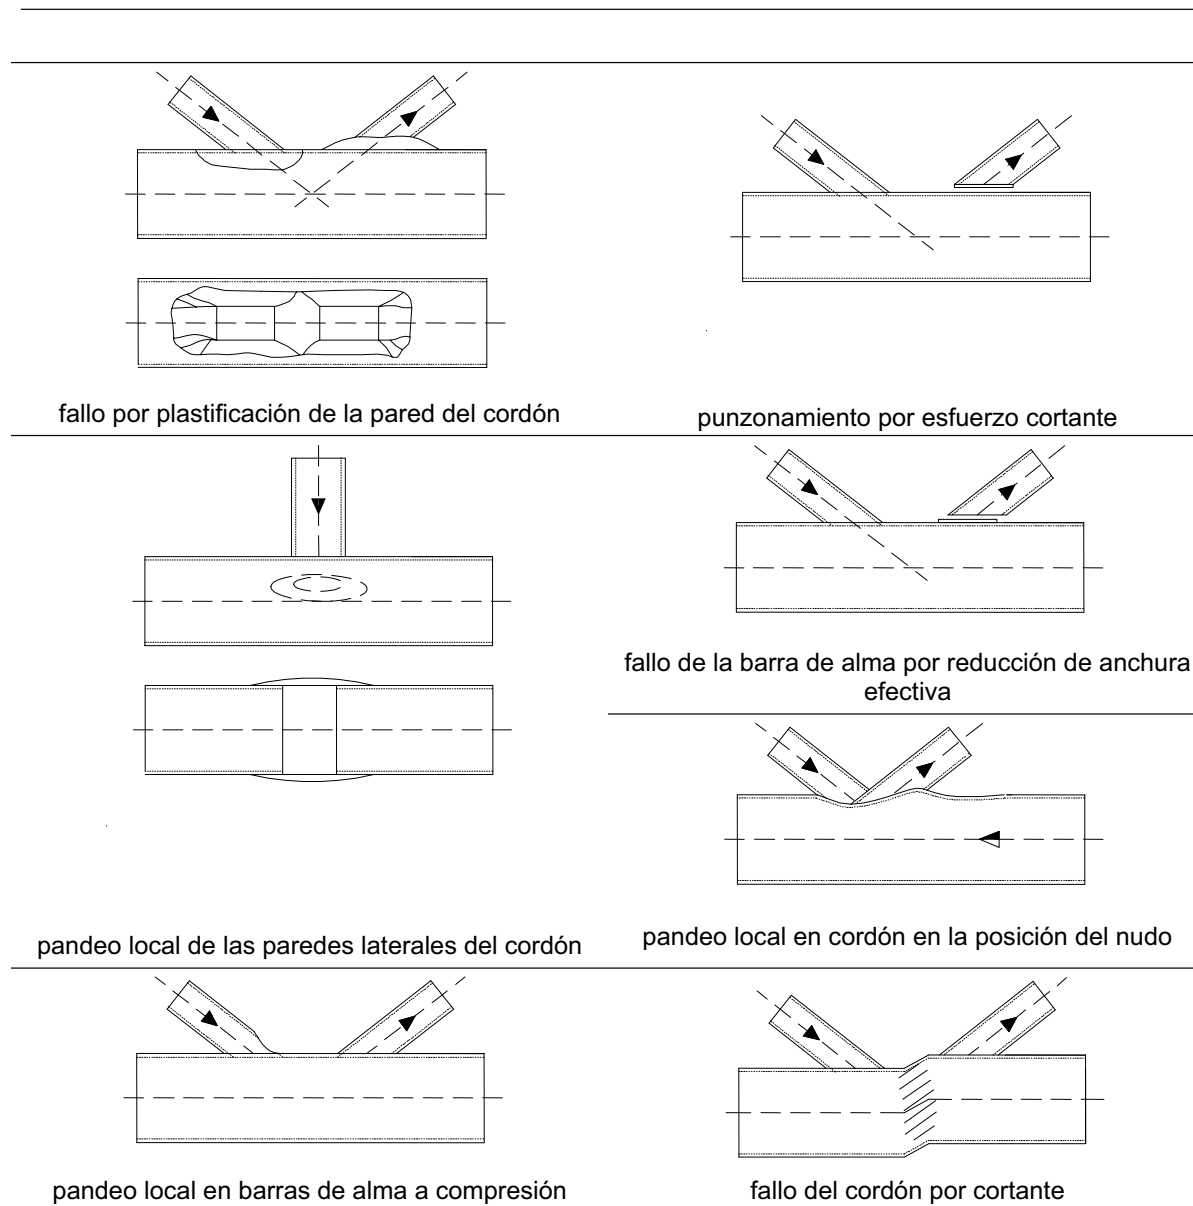 fallo por plastificación de la pared del cordón
punzonamiento por esfuerzo cortante
fallo de la barra de alma por reducción de anchura
efectiva
pandeo local de las paredes laterales del cordón
pandeo local en cordón en la posición del nudo
pandeo local en barras de alma a compresión
fallo del cordón por cortante